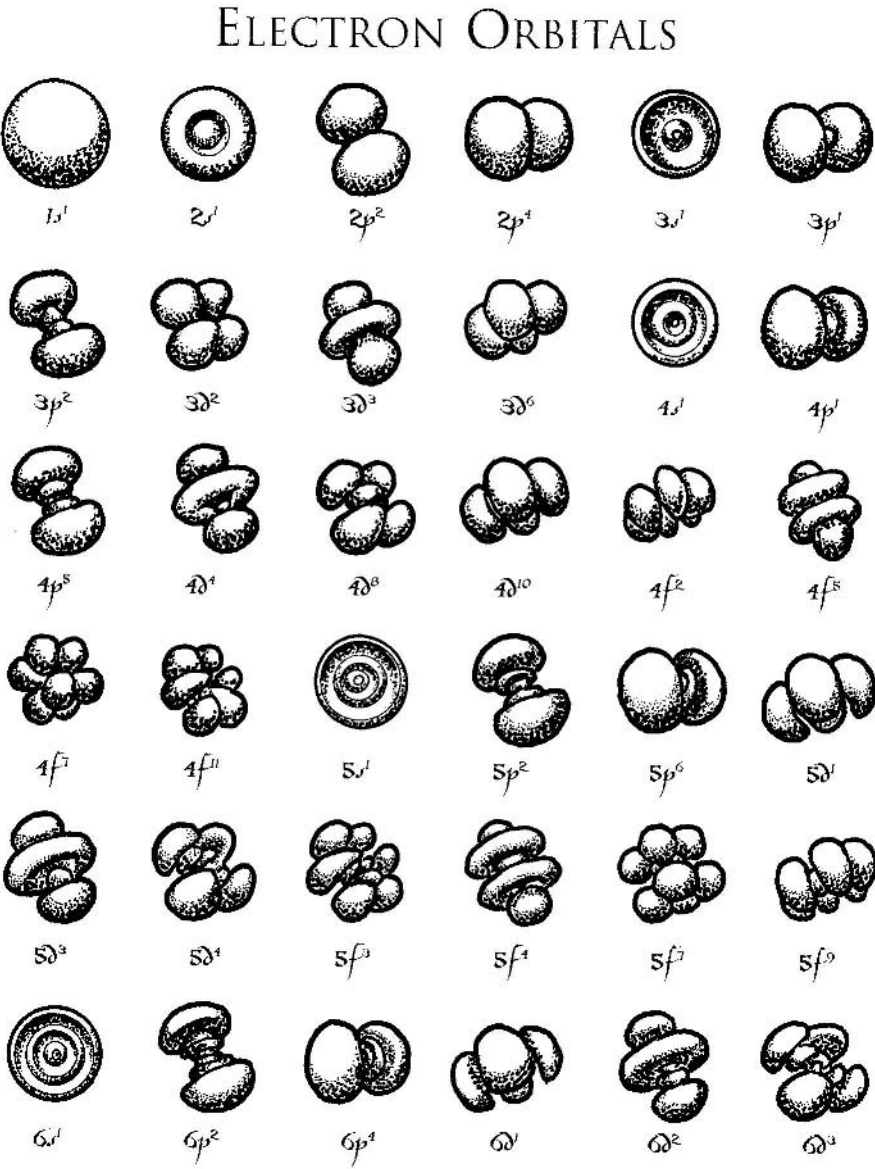 ELECTRON ORBITALS
1s¹ 2s¹ 2p² 2p⁴ 3s¹ 3p¹
3p² 3d² 3d³ 3d⁶ 4s¹ 4p¹
4p⁵ 4d⁴ 4d⁸ 4d¹⁰ 4f² 4f⁵
4f⁷ 4f¹¹ 5s¹ 5p² 5p⁶ 5d¹
5d³ 5d⁴ 5f³ 5f⁴ 5f⁷ 5f⁹
6s¹ 6p² 6p⁴ 6d¹ 6d² 6d³